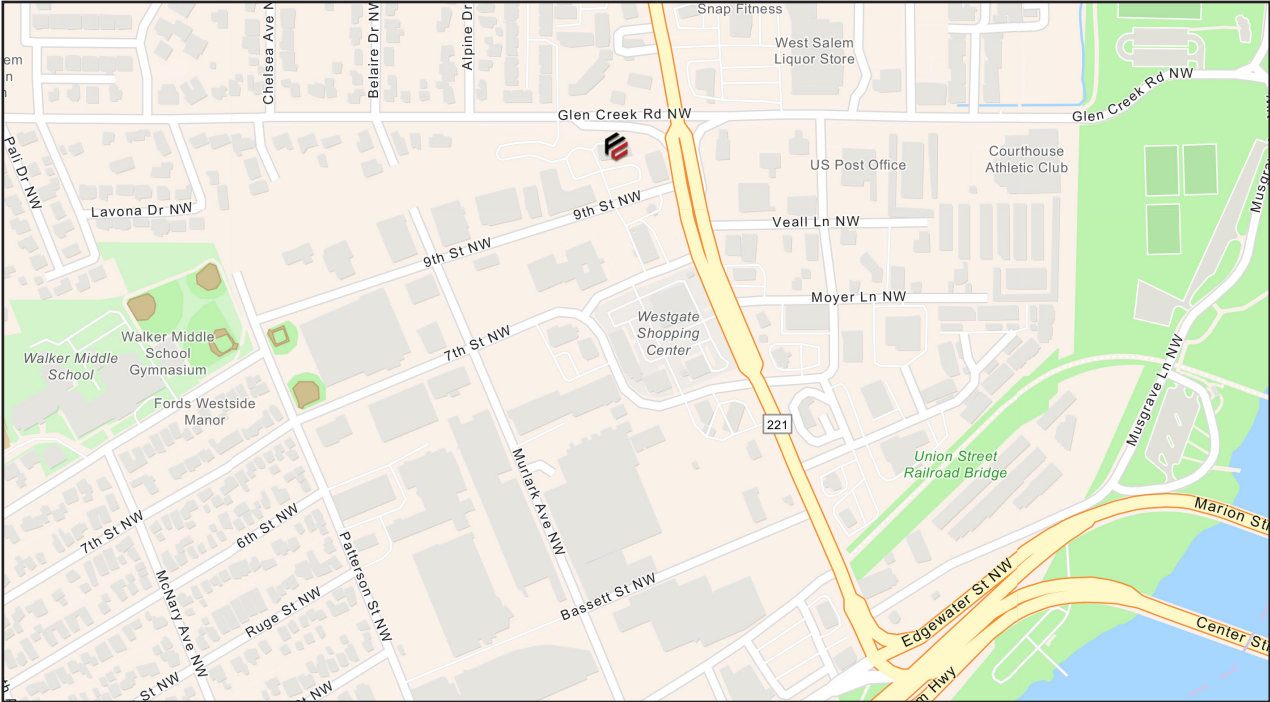 Snap Fitness
West Salem
Liquor Store
Chelsea Ave N
Belaire Dr NW
Alpine Dr
Glen Creek Rd NW
Glen Creek Rd NW
Pali Dr NW
Lavona Dr NW
US Post Office
Courthouse
Athletic Club
9th St NW
9th St NW
Veall Ln NW
Moyer Ln NW
Musgra
Westgate
Shopping
Center
7th St NW
Walker Middle
School
Walker Middle
School
Gymnasium
Fords Westside
Manor
221
Musgrave Ln NW
Union Street
Railroad Bridge
Murlark Ave NW
7th St NW
6th St NW
Patterson St NW
McNary Ave NW
Ruge St NW
Bassett St NW
Marion St
Edgewater St NW
Center St
St NW
NW
m Hwy